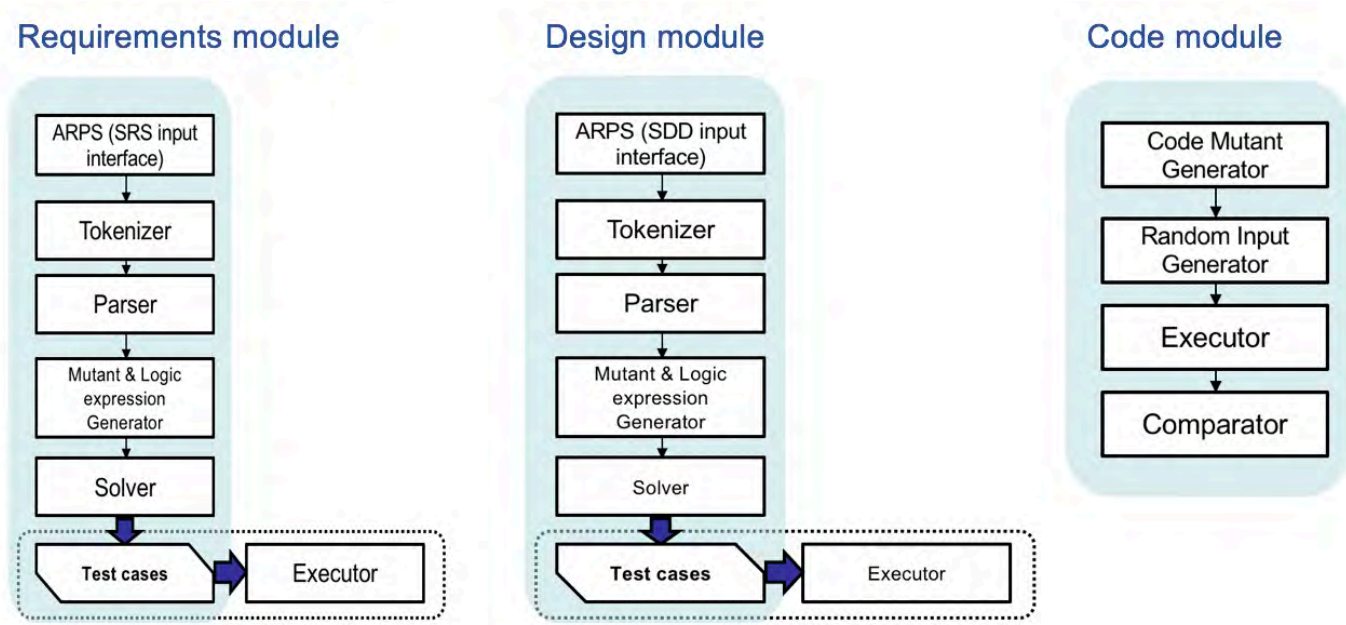 Requirements module
ARPS (SRS input
interface)
Tokenizer
Parser
Mutant & Logic
expression
Generator
Solver
Test cases
Executor
Design module
ARPS (SDD input
interface)
Tokenizer
Parser
Mutant & Logic
expression
Generator
Solver
Test cases
Executor
Code module
Code Mutant
Generator
Random Input
Generator
Executor
Comparator